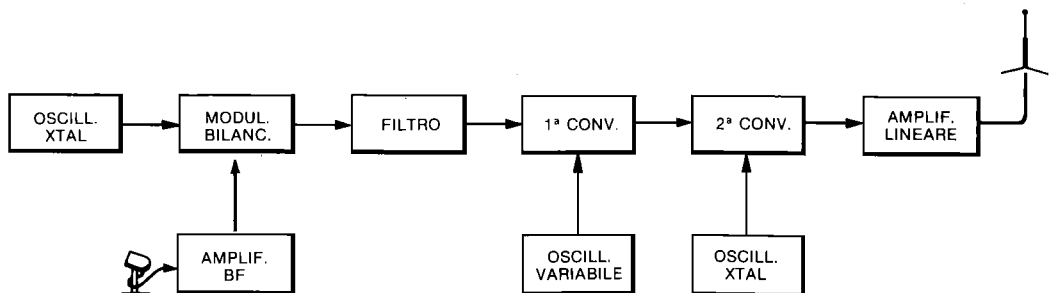 OSCILL.
XTAL
MODUL.
BILANC.
FILTRO
1ª CONV.
2ª CONV.
AMPLIF.
LINEARE
AMPLIF.
BF
OSCILL.
VARIABILE
OSCILL.
XTAL